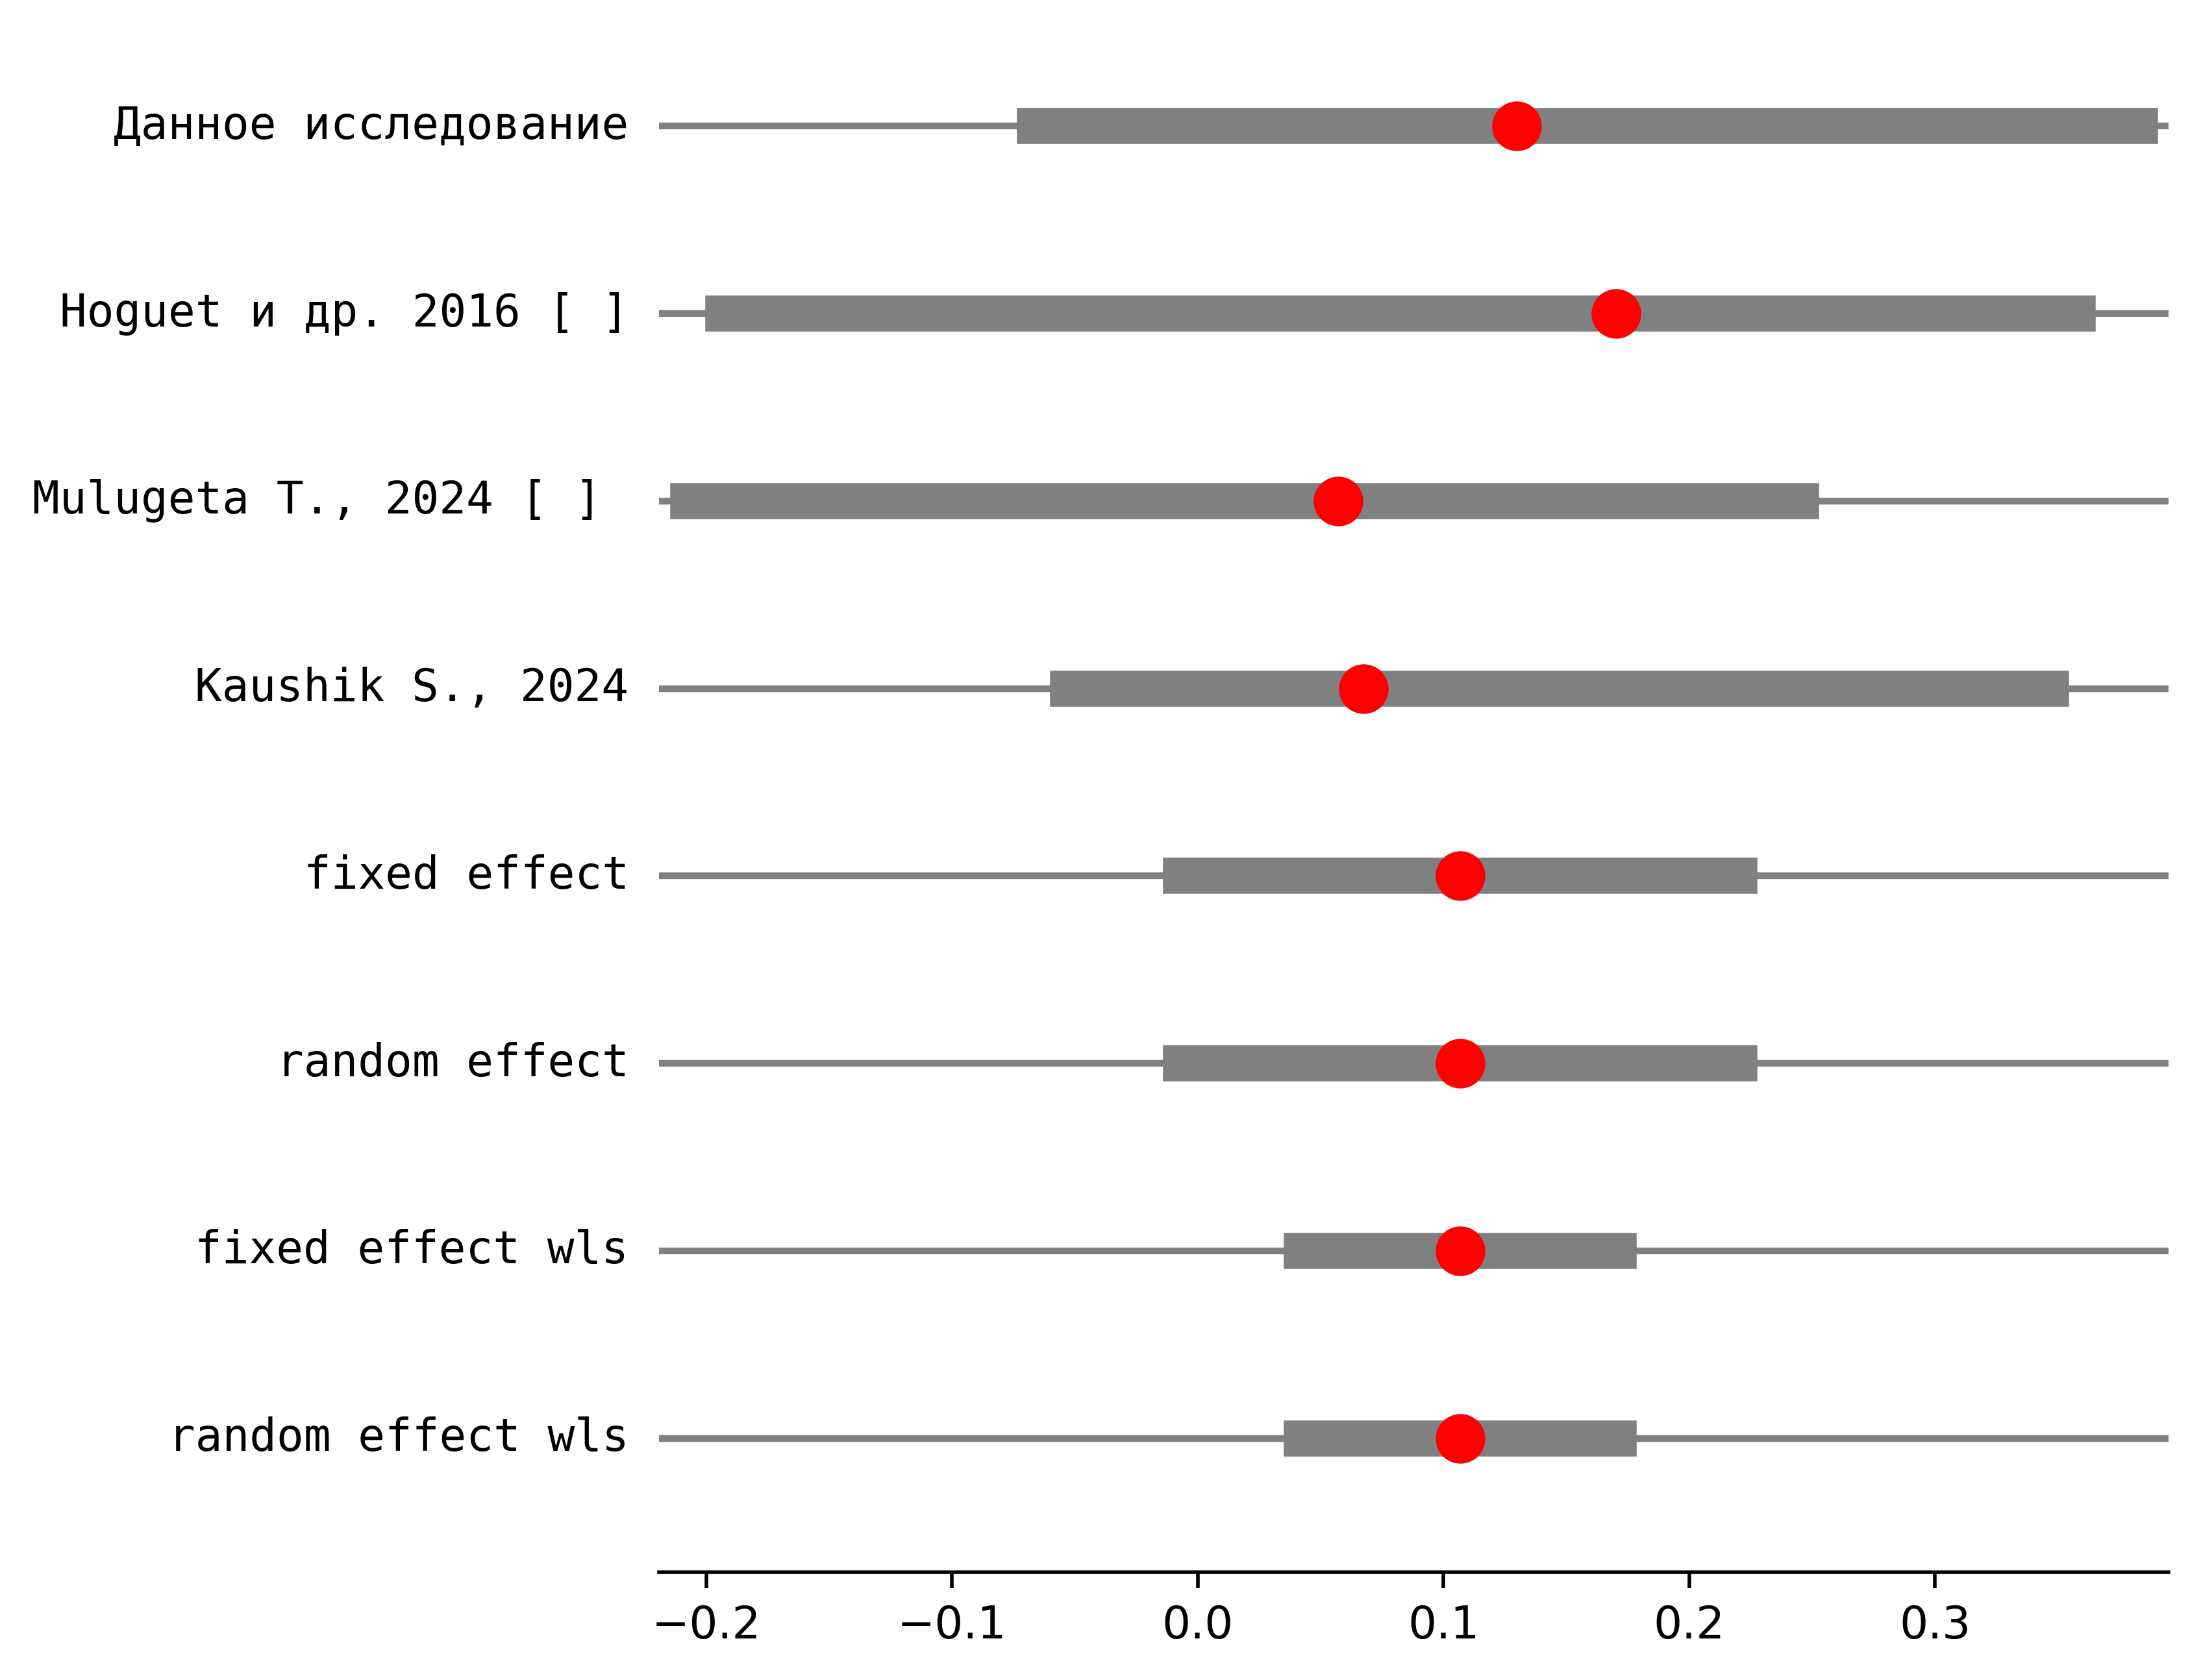 Данное исследование
Hoguet и др. 2016 [ ]
Mulugeta T., 2024 [ ]
Kaushik S., 2024
fixed effect
random effect
fixed effect wls
random effect wls
−0.2 −0.1 0.0 0.1 0.2 0.3